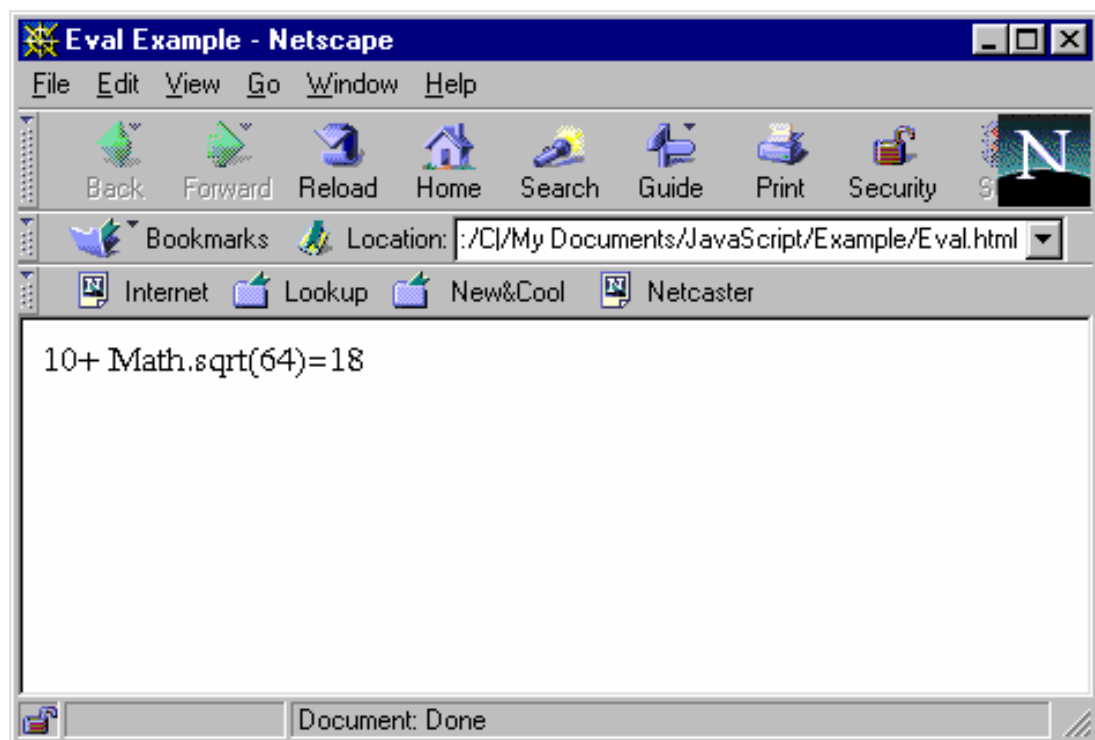 Eval Example - Netscape
File Edit View Go Window Help
Back Forward Reload Home Search Guide Print Security
N
Bookmarks Location: :/C|/My Documents/JavaScript/Example/Eval.html
Internet Lookup New&Cool Netcaster
10+ Math.sqrt(64)=18
Document: Done